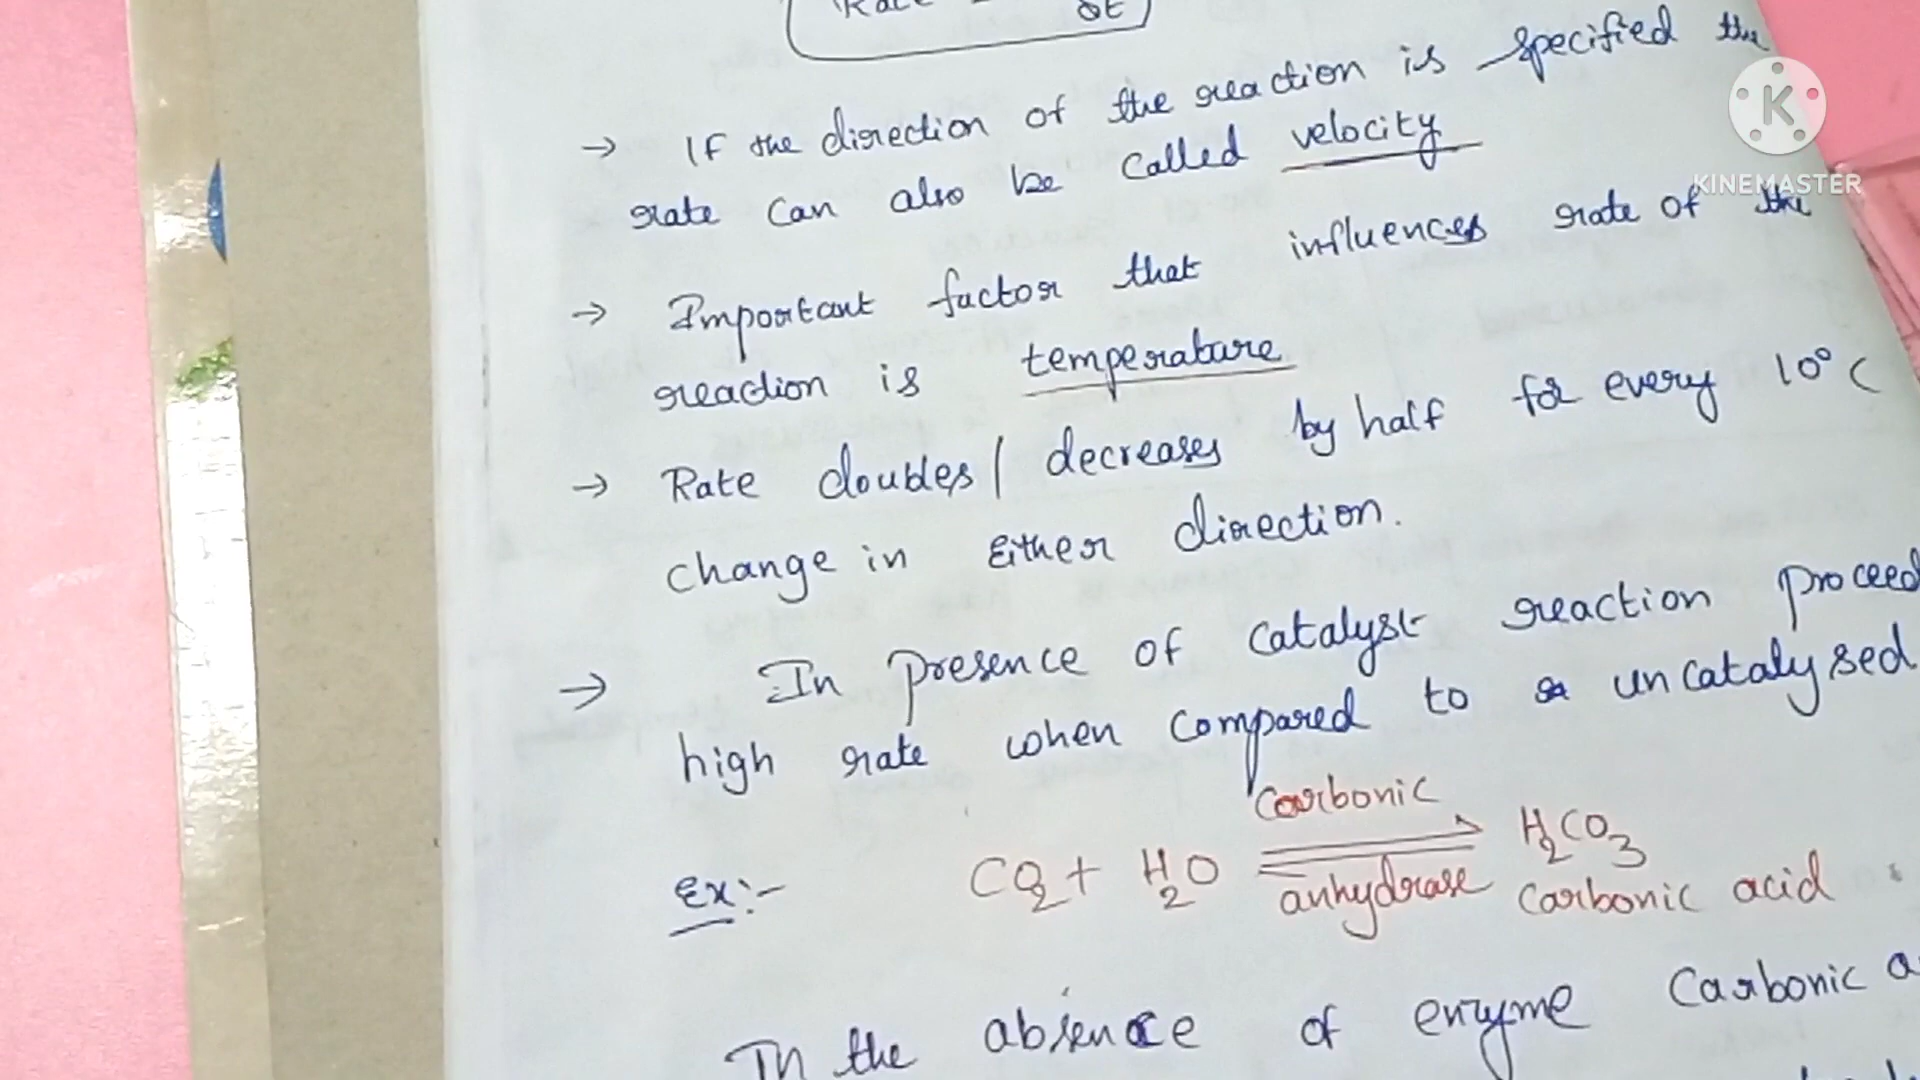 Rate
δt
→ If the direction of the reaction is specified the
rate can also be called velocity
→ Important factor that influences rate of the
reaction is temperature
→ Rate doubles/decreases by half for every 10°C
change in Either direction.
→ In presence of catalyst reaction proceed
high rate when compared to a uncatalysed
Ex:- CO2 + H2O ⇌ H2CO3
Carbonic anhydrase
Carbonic acid
In the absence of enzyme Carbonic
K
KINEMASTER